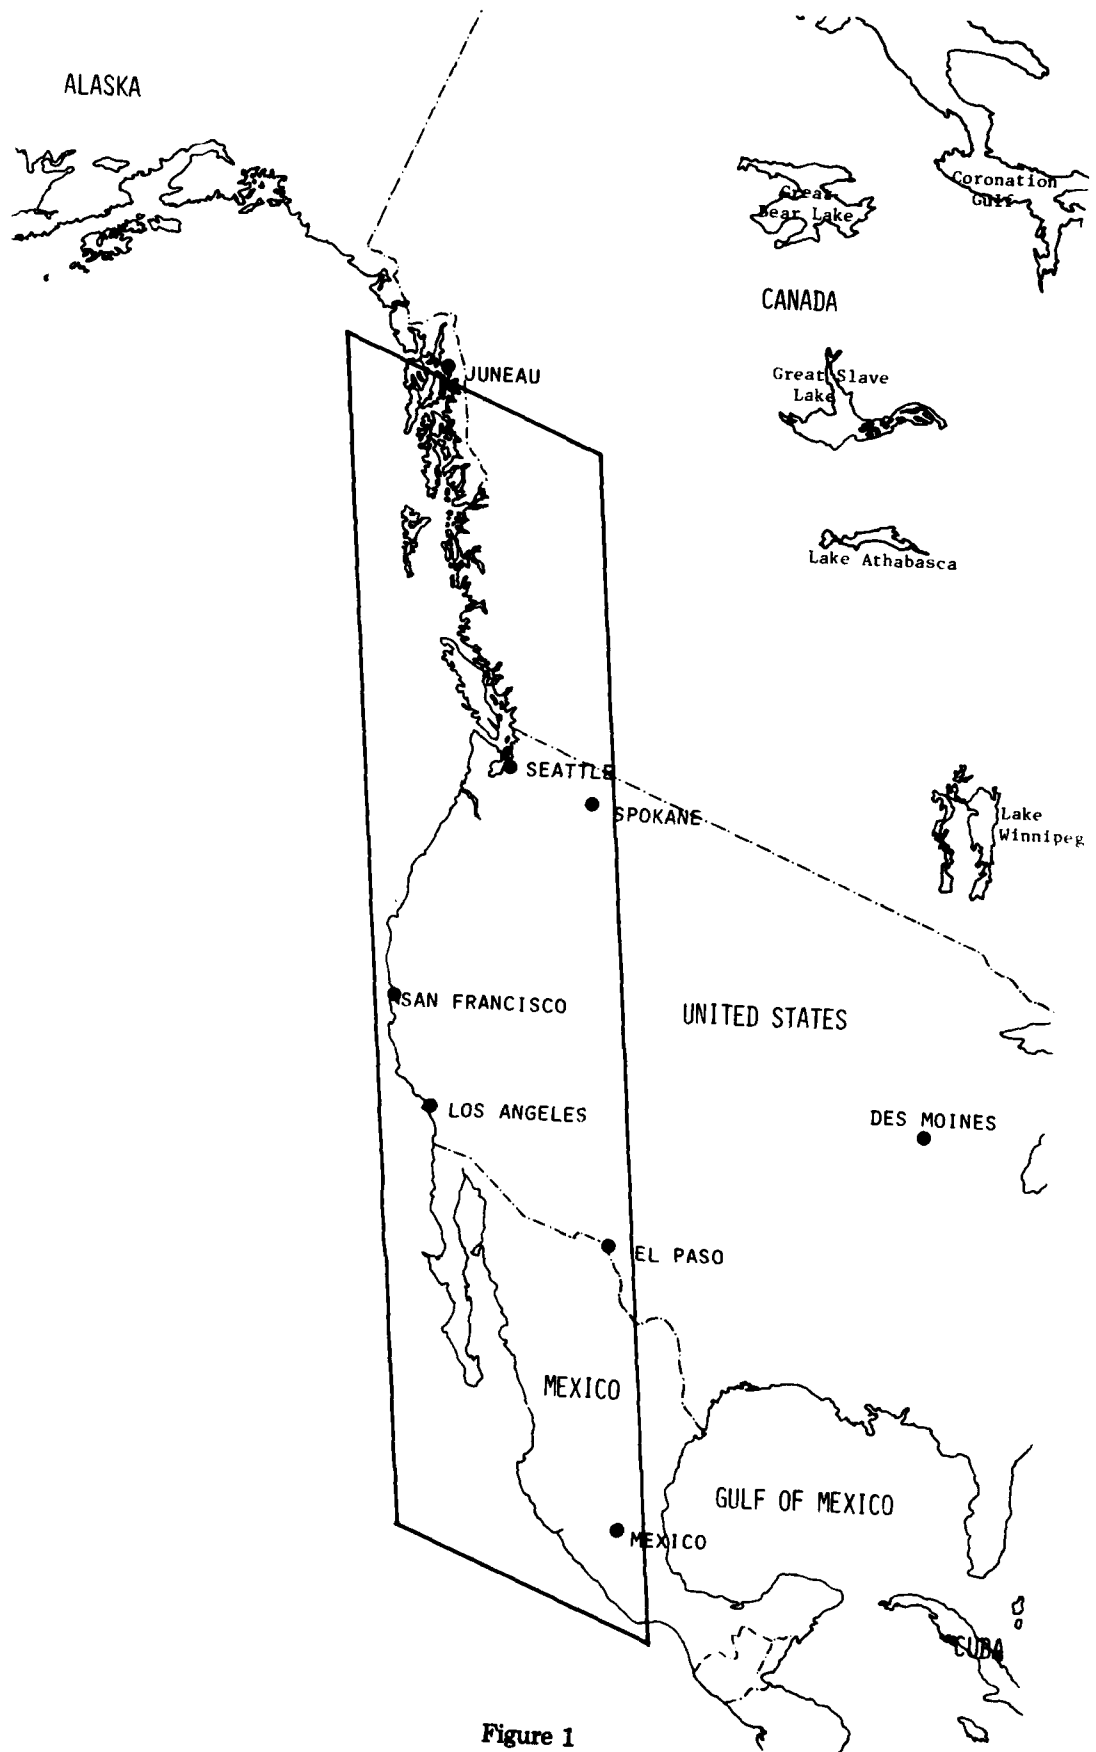 ALASKA
Coronation
Gulf
Great
Bear Lake
CANADA
JUNEAU
Great Slave
Lake
Lake Athabasca
SEATTLE
SPOKANE
Lake
Winnipeg
SAN FRANCISCO
UNITED STATES
LOS ANGELES
DES MOINES
EL PASO
MEXICO
GULF OF MEXICO
MEXICO
CUBA
Figure 1